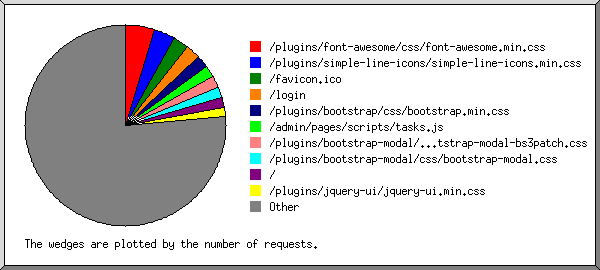 /plugins/font-awesome/css/font-awesome.min.css
/plugins/simple-line-icons/simple-line-icons.min.css
/favicon.ico
/login
/plugins/bootstrap/css/bootstrap.min.css
/admin/pages/scripts/tasks.js
/plugins/bootstrap-modal/...tstrap-modal-bs3patch.css
/plugins/bootstrap-modal/css/bootstrap-modal.css
/
/plugins/jquery-ui/jquery-ui.min.css
Other
The wedges are plotted by the number of requests.